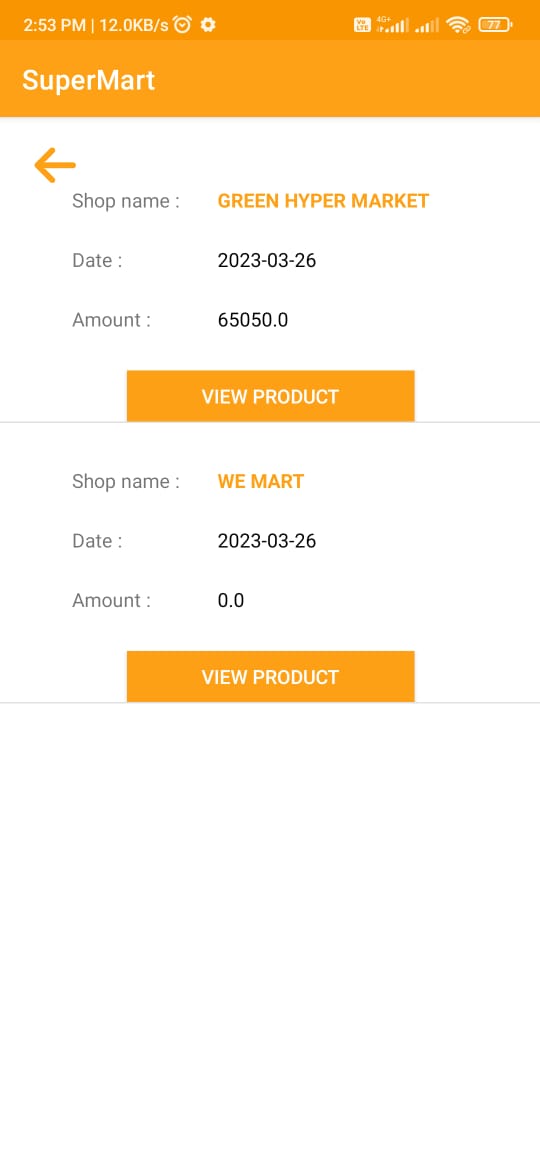 2:53 PM | 12.0KB/s
Vo LTE 4G+ 77
SuperMart
Shop name : GREEN HYPER MARKET
Date : 2023-03-26
Amount : 65050.0
VIEW PRODUCT
Shop name : WE MART
Date : 2023-03-26
Amount : 0.0
VIEW PRODUCT